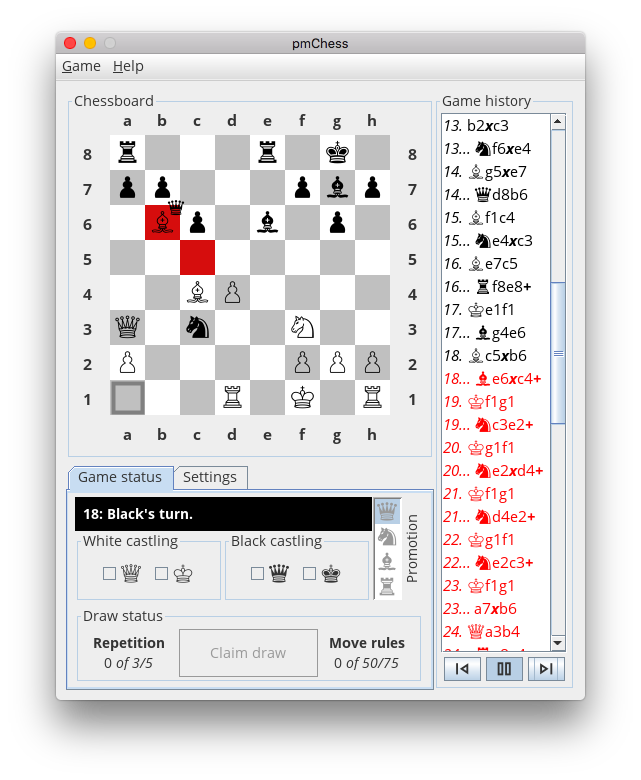 pmChess
Game Help
Chessboard
a b c d e f g h
8 8
7 7
6 6
5 5
4 4
3 3
2 2
1 1
a b c d e f g h
Game status Settings
18: Black's turn.
White castling
Black castling
Promotion
Draw status
Repetition
0 of 3/5
Claim draw
Move rules
0 of 50/75
Game history
13. b2xc3
13... ♞f6xe4
14. ♗g5xe7
14... ♛d8b6
15. ♗f1c4
15... ♞e4xc3
16. ♗e7c5
16... ♜f8e8+
17. ♔e1f1
17... ♝g4e6
18. ♗c5xb6
18... ♝e6xc4+
19. ♔f1g1
19... ♞c3e2+
20. ♔g1f1
20... ♞e2xd4+
21. ♔f1g1
21... ♞d4e2+
22. ♔g1f1
22... ♞e2c3+
23. ♔f1g1
23... a7xb6
24. ♕a3b4